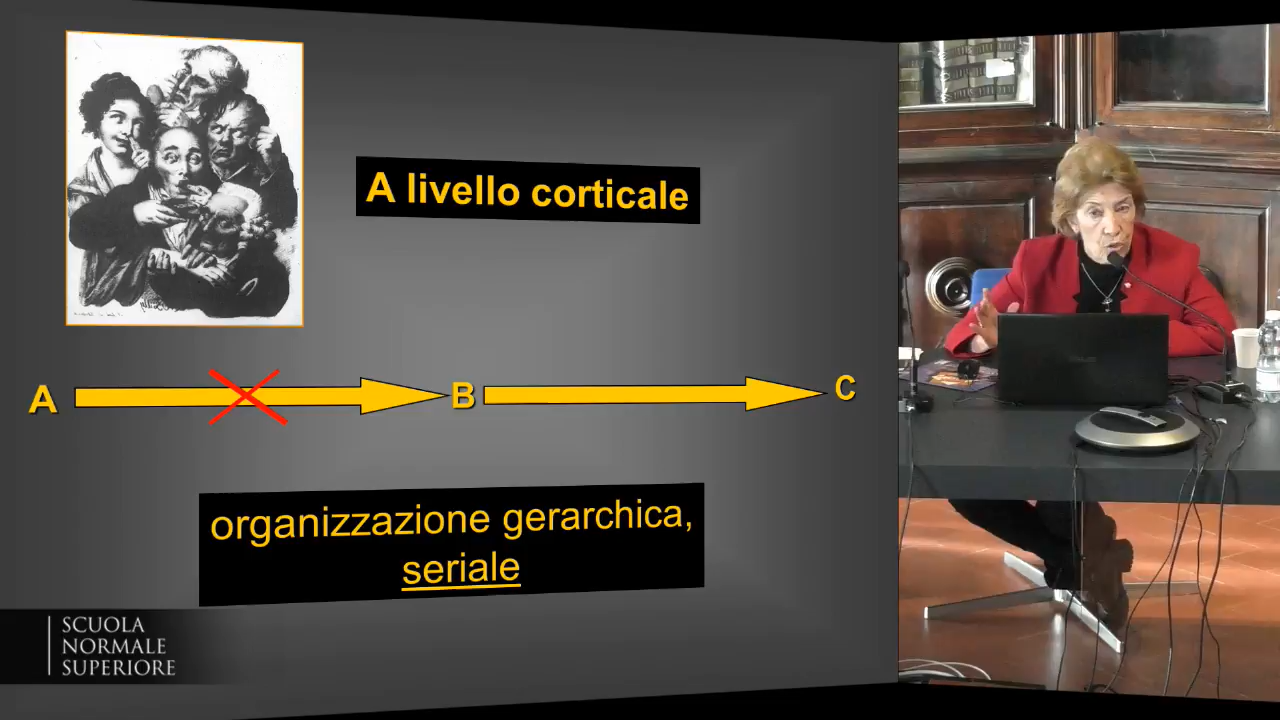 A livello corticale
A
B
C
organizzazione gerarchica,
seriale
SCUOLA
NORMALE
SUPERIORE